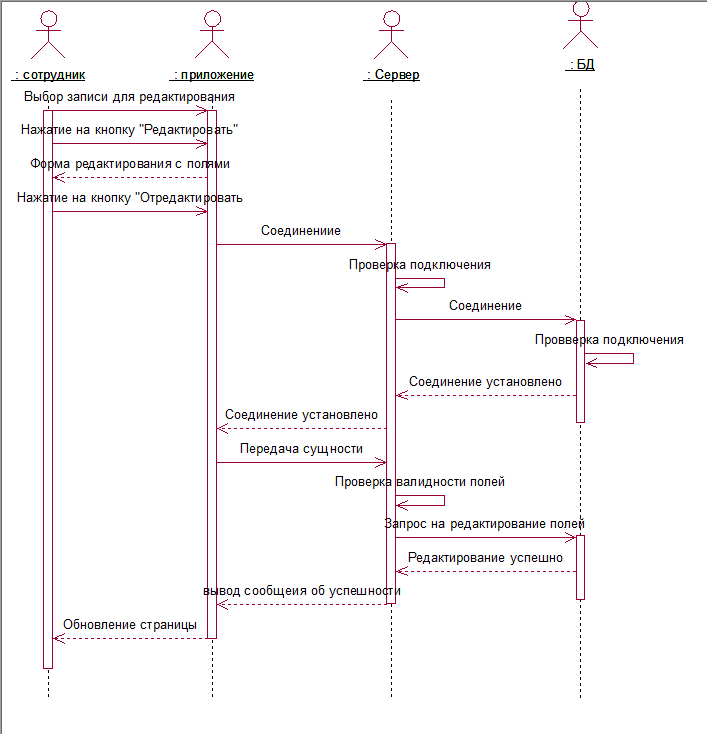 : сотрудник
: приложение
: Сервер
: БД
Выбор записи для редактирования
Нажатие на кнопку "Редактировать"
Форма редактирования с полями
Нажатие на кнопку "Отредактировать
Соединениие
Проверка подключения
Соединение
Провверка подключения
Соединение установлено
Соединение установлено
Передача сущности
Проверка валидности полей
Запрос на редактирование полей
Редактирование успешно
вывод сообщеия об успешности
Обновление страницы